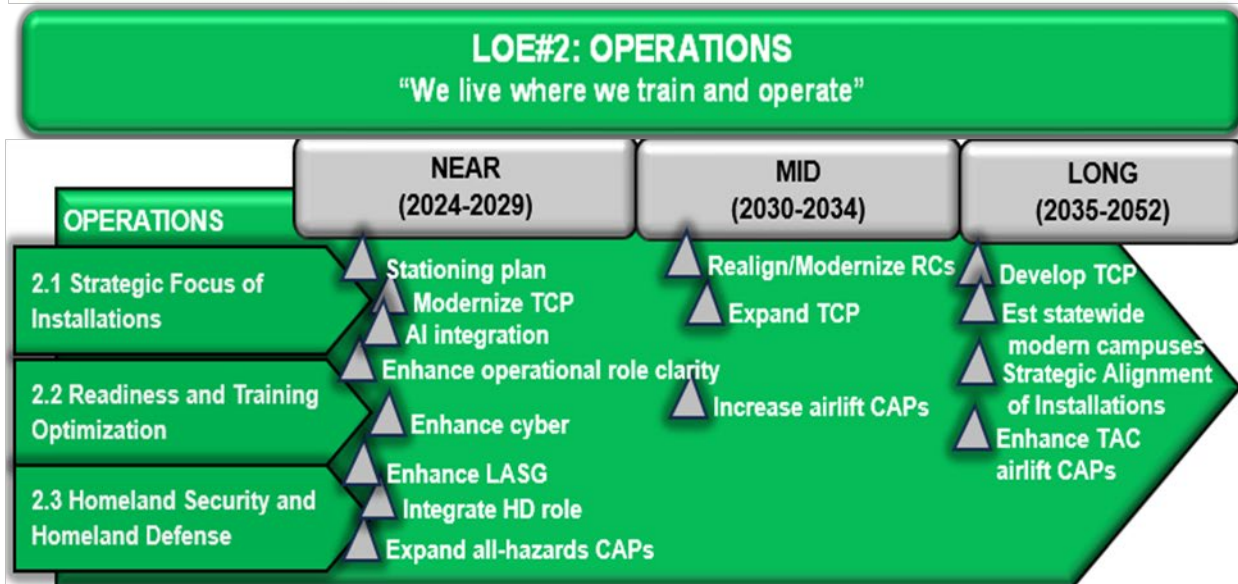 LOE#2: OPERATIONS
“We live where we train and operate”
NEAR
(2024-2029)
MID
(2030-2034)
LONG
(2035-2052)
OPERATIONS
2.1 Strategic Focus of
Installations
2.2 Readiness and Training
Optimization
2.3 Homeland Security and
Homeland Defense
Stationing plan
Modernize TCP
AI integration
Enhance operational role clarity
Enhance cyber
Enhance LASG
Integrate HD role
Expand all-hazards CAPs
Realign/Modernize RCs
Expand TCP
Increase airlift CAPs
Develop TCP
Est statewide
modern campuses
Strategic Alignment
of Installations
Enhance TAC
airlift CAPs